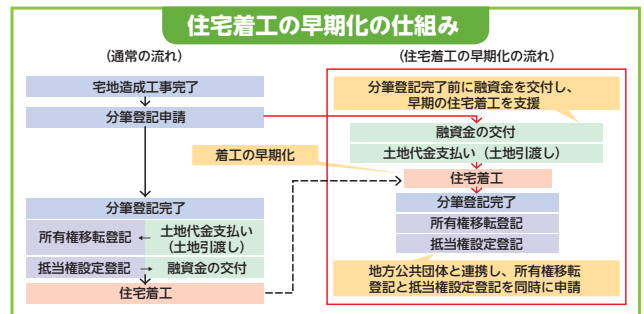 住宅着工の早期化の仕組み
（通常の流れ）
宅地造成工事完了
分筆登記申請
分筆登記完了
所有権移転登記 ← 土地代金支払い
（土地引渡し）
抵当権設定登記 → 融資金の交付
住宅着工
着工の早期化
（住宅着工の早期化の流れ）
分筆登記完了前に融資金を交付し、
早期の住宅着工を支援
融資金の交付
土地代金支払い（土地引渡し）
住宅着工
分筆登記完了
所有権移転登記
抵当権設定登記
地方公共団体と連携し、所有権移転
登記と抵当権設定登記を同時に申請